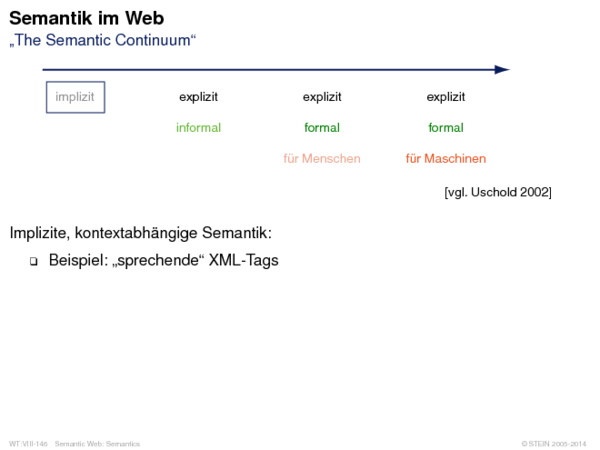 Semantik im Web
„The Semantic Continuum“
implizit explizit explizit explizit
informal formal formal
für Menschen für Maschinen
[vgl. Uschold 2002]
Implizite, kontextabhängige Semantik:
❑ Beispiel: „sprechende“ XML-Tags
WT:VIII-146 Semantic Web: Semantics © STEIN 2005-2014